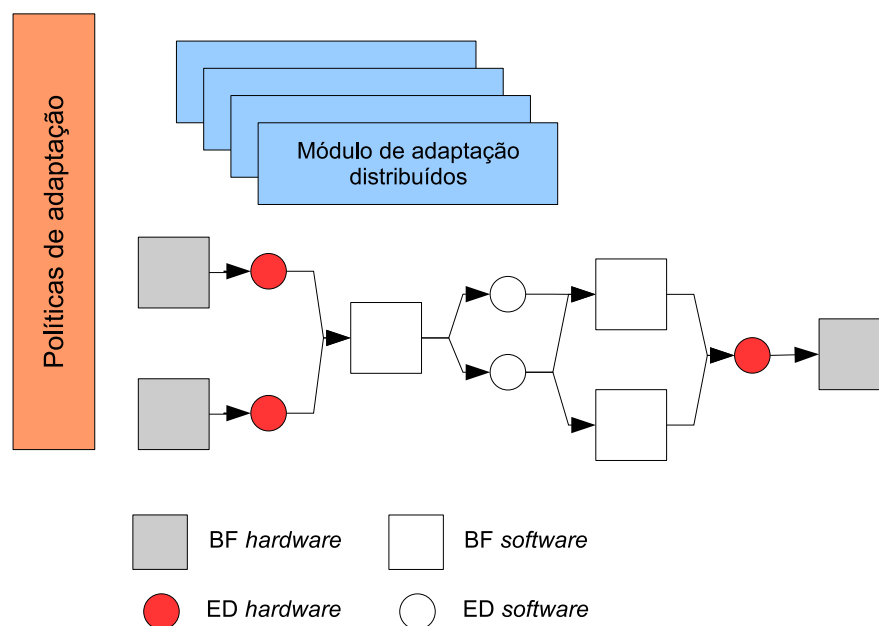 Políticas de adaptação
Módulo de adaptação
distribuídos
BF hardware
BF software
ED hardware
ED software